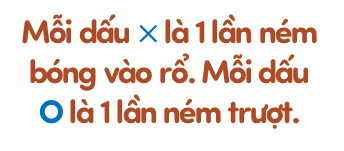 Mỗi dấu × là 1 lần ném
bóng vào rổ. Mỗi dấu
O là 1 lần ném trượt.